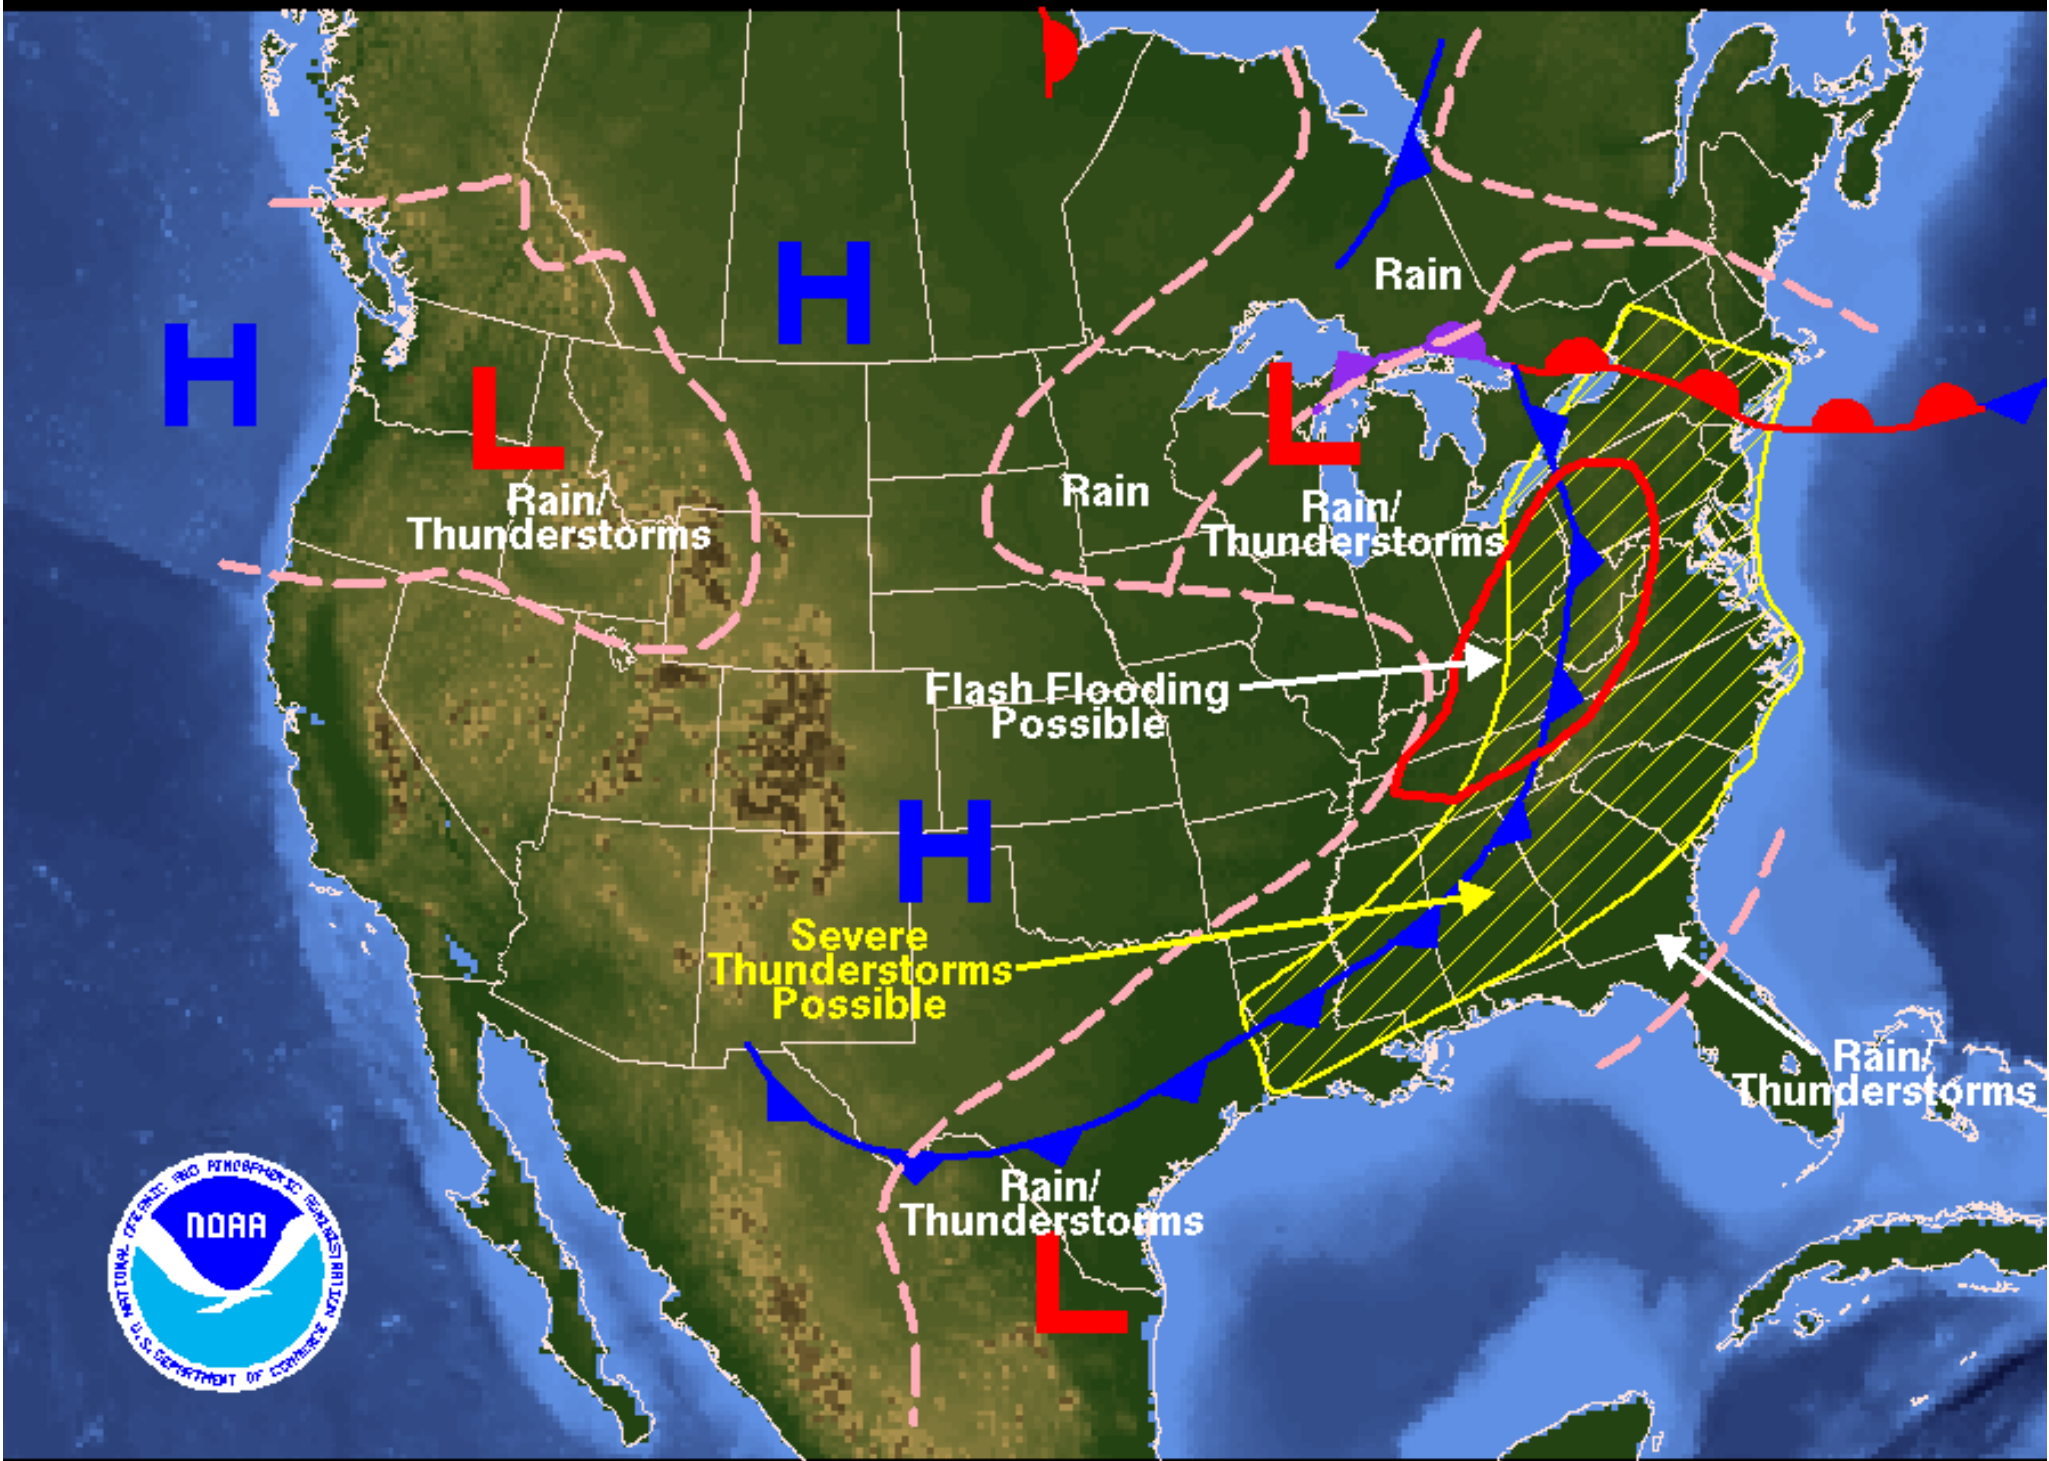 H
Rain
H
L
L
Rain/
Thunderstorms
Rain
Rain/
Thunderstorms
Flash Flooding
Possible
H
Severe
Thunderstorms
Possible
Rain/
Thunderstorms
Rain/
Thunderstorms
L
NATIONAL OCEANIC AND ATMOSPHERIC ADMINISTRATION
NOAA
U.S. DEPARTMENT OF COMMERCE